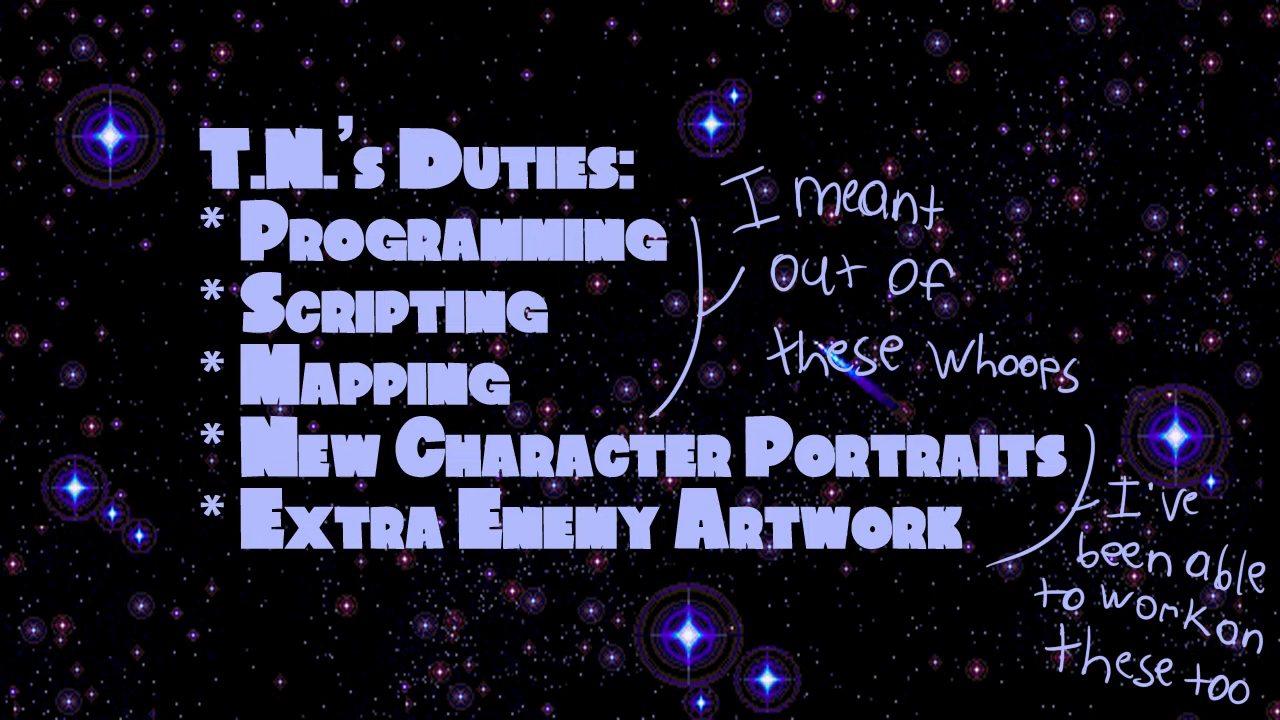 T.N.'s Duties:
* Programming
* Scripting
* Mapping
* New Character Portraits
* Extra Enemy Artwork
I meant
out of
these whoops
I've
been able
to work on
these too